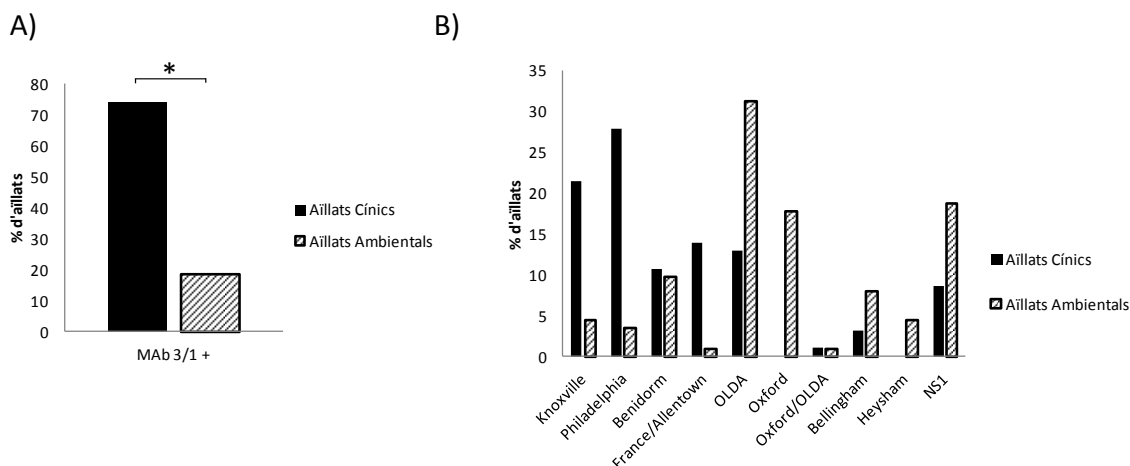 A)
*
80
70
60
50
40
30
20
10
0
% d'aïllats
MAb 3/1 +
Aïllats Cínics
Aïllats Ambientals
B)
35
30
25
20
15
10
5
0
% d'aïllats
Knoxville
Philadelphia
Benidorm
France/Allentown
OLDA
Oxford
Oxford/OLDA
Bellingham
Heysham
NS1
Aïllats Cínics
Aïllats Ambientals